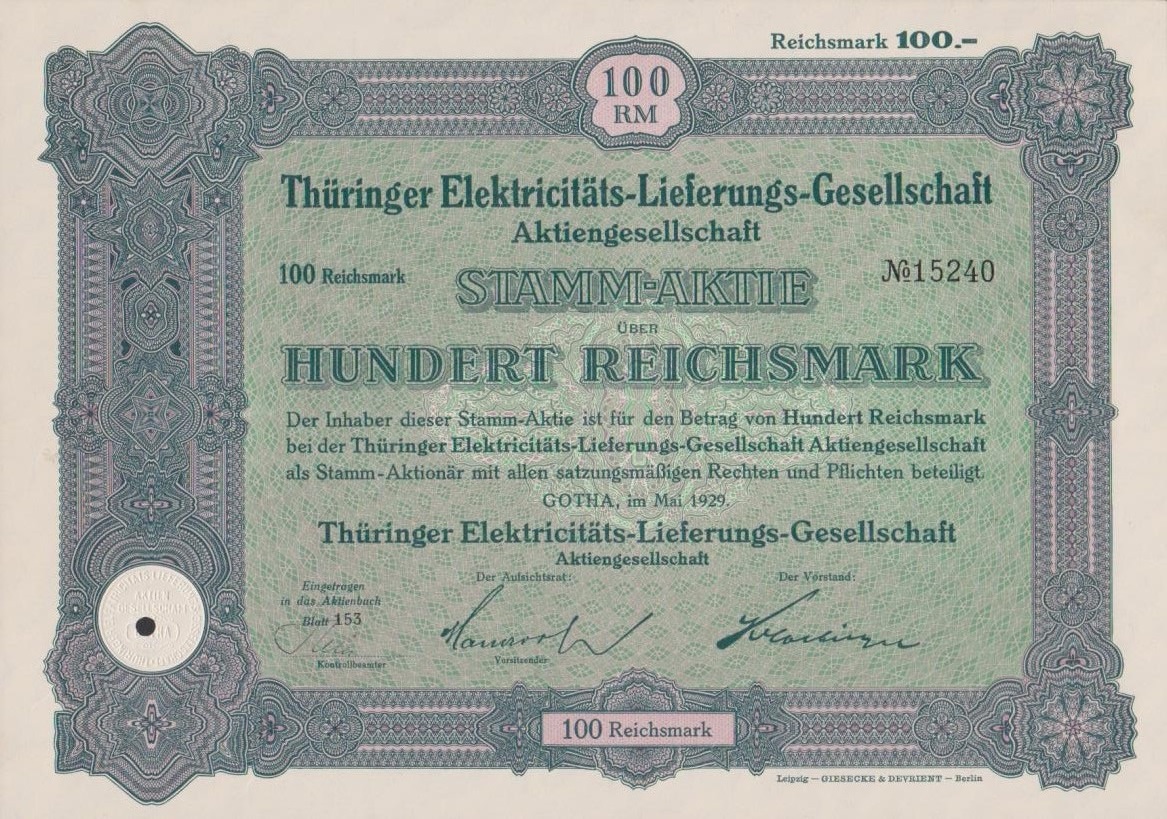 Reichsmark 100.–
100
RM
Thüringer Elektricitäts-Lieferungs-Gesellschaft
Aktiengesellschaft
100 Reichsmark
№15240
STAMM-AKTIE
ÜBER
HUNDERT REICHSMARK
Der Inhaber dieser Stamm-Aktie ist für den Betrag von Hundert Reichsmark
bei der Thüringer Elektricitäts-Lieferungs-Gesellschaft Aktiengesellschaft
als Stamm-Aktionär mit allen satzungsmäßigen Rechten und Pflichten beteiligt.
GOTHA, im Mai 1929.
Thüringer Elektricitäts-Lieferungs-Gesellschaft
Aktiengesellschaft
Der Aufsichtsrat:
Der Vorstand:
Eingetragen
in das Aktienbuch
Blatt 153
Kontrollbeamter
Vorsitzender
AKTIEN
GESELLSCHAFT
100 Reichsmark
Leipzig — GIESECKE & DEVRIENT — Berlin